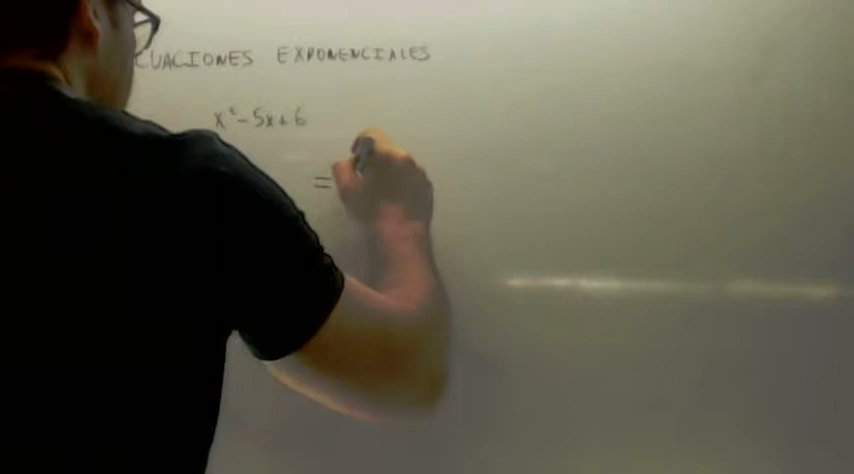 CUACIONES EXPONENCIALES
x²-5x+6
=